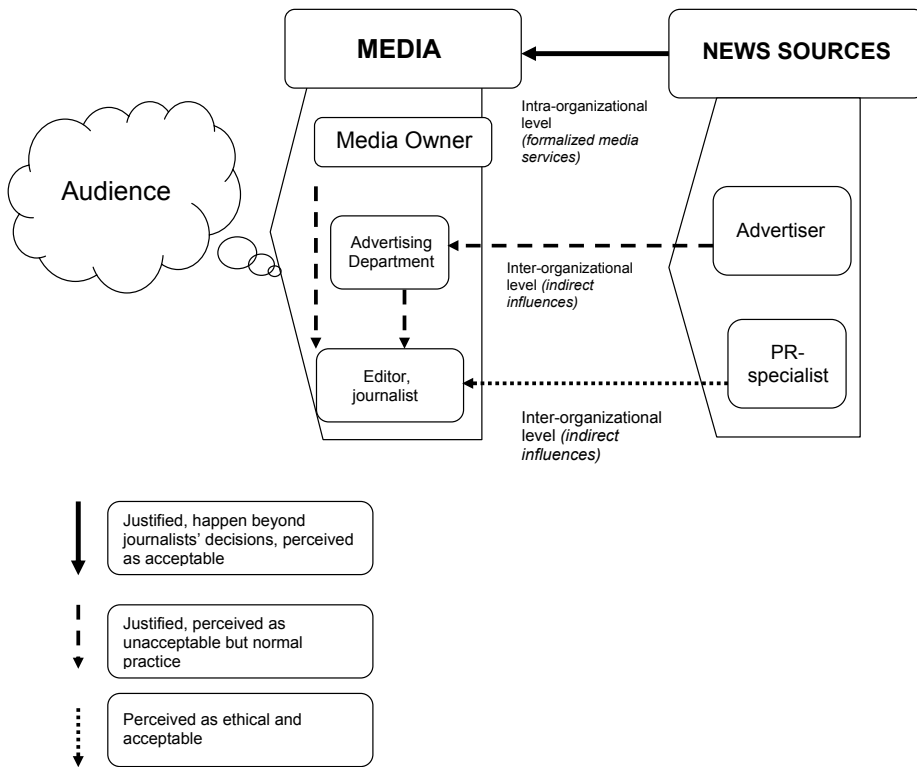 MEDIA
NEWS SOURCES
Intra-organizational
level
(formalized media
services)
Media Owner
Audience
Advertising
Department
Advertiser
Inter-organizational
level (indirect
influences)
Editor,
journalist
PR-
specialist
Inter-organizational
level (indirect
influences)
Justified, happen beyond
journalists’ decisions, perceived
as acceptable
Justified, perceived as
unacceptable but normal
practice
Perceived as ethical and
acceptable